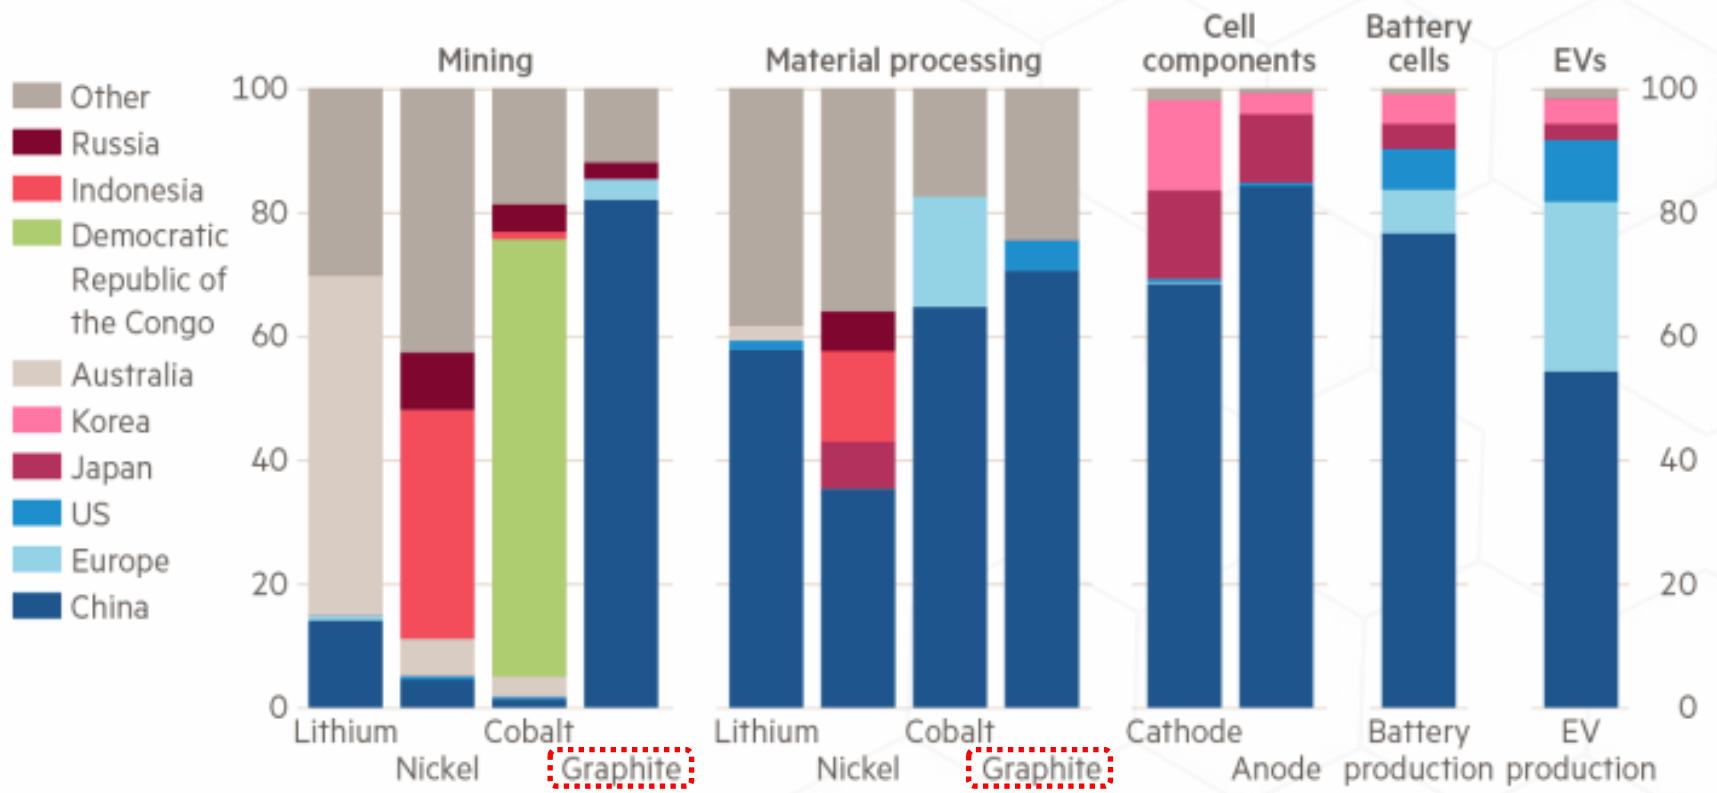 Mining
Material processing
Cell
components
Battery
cells
EVs
Other
Russia
Indonesia
Democratic
Republic of
the Congo
Australia
Korea
Japan
US
Europe
China
100
80
60
40
20
0
100
80
60
40
20
0
Lithium
Nickel
Cobalt
Graphite
Lithium
Nickel
Cobalt
Graphite
Cathode
Anode
Battery
production
EV
production